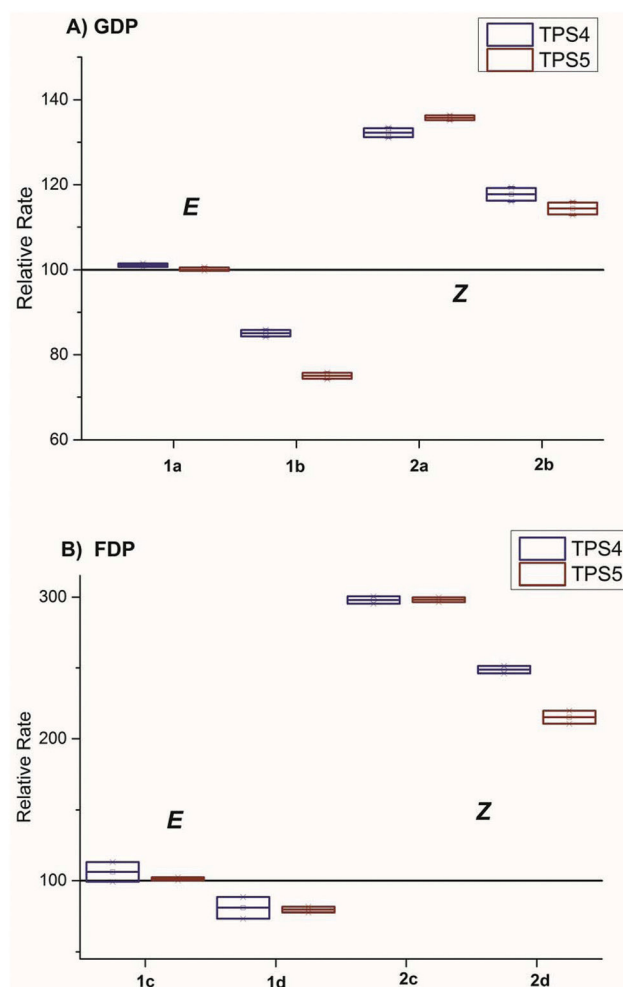 A) GDP
TPS4
TPS5
140
120
100
80
60
Relative Rate
E
Z
1a 1b 2a 2b
B) FDP
TPS4
TPS5
300
200
100
Relative Rate
E
Z
1c 1d 2c 2d